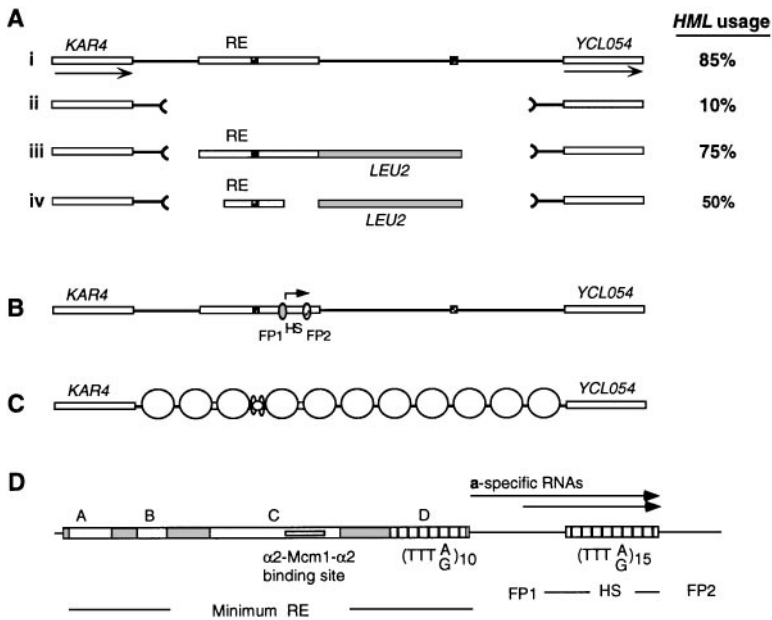 A
HML usage
i KAR4 RE YCL054 85%
ii 10%
iii RE LEU2 75%
iv RE LEU2 50%
B KAR4 FP1 HS FP2 YCL054
C KAR4 YCL054
D
a-specific RNAs
A B C D
α2-Mcm1-α2
binding site
(TTT A/G)10 (TTT A/G)15
FP1 HS FP2
Minimum RE